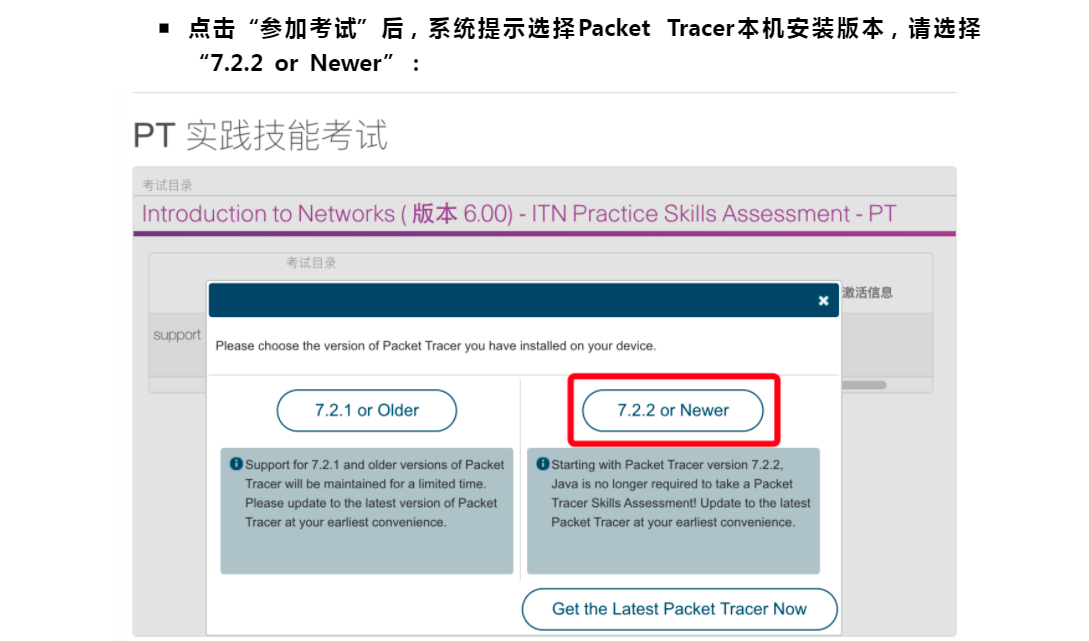 ▪ 点击“参加考试”后，系统提示选择Packet Tracer本机安装版本，请选择
“7.2.2 or Newer”：
PT 实践技能考试
考试目录
Introduction to Networks ( 版本 6.00) - ITN Practice Skills Assessment - PT
考试目录
激活信息
support
Please choose the version of Packet Tracer you have installed on your device.
7.2.1 or Older
Support for 7.2.1 and older versions of Packet
Tracer will be maintained for a limited time.
Please update to the latest version of Packet
Tracer at your earliest convenience.
7.2.2 or Newer
Starting with Packet Tracer version 7.2.2,
Java is no longer required to take a Packet
Tracer Skills Assessment! Update to the latest
Packet Tracer at your earliest convenience.
Get the Latest Packet Tracer Now